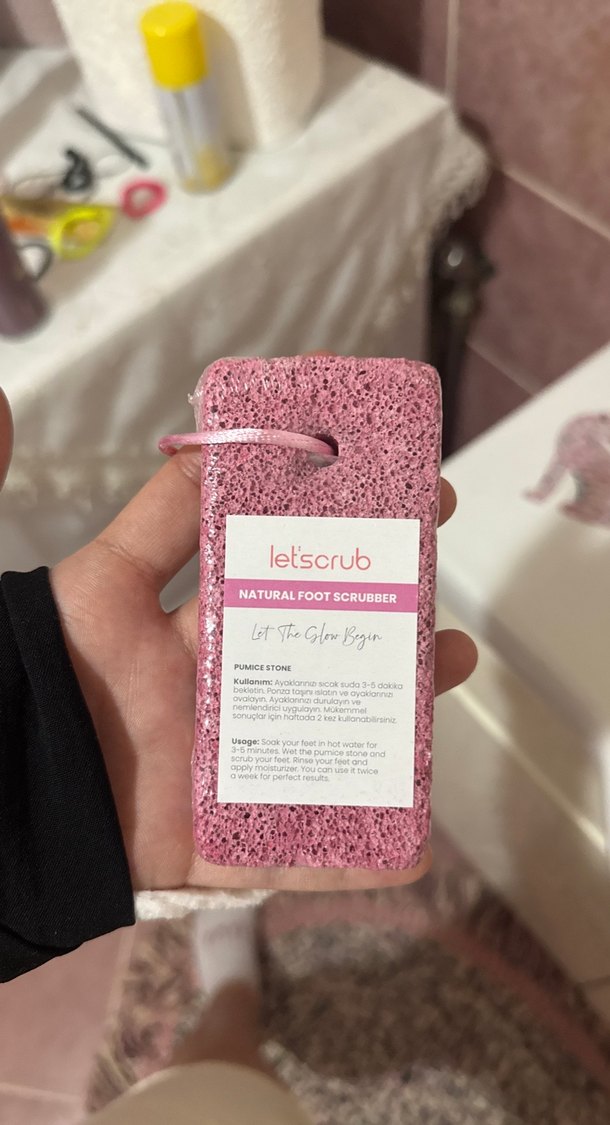 let'scrub
NATURAL FOOT SCRUBBER
Let The Glow Begin
PUMICE STONE
Kullanım: Ayaklarınızı sıcak suda 3-5 dakika
bekletin. Ponza taşını ıslatın ve ayaklarınızı
ovalayın. Ayaklarınızı durulayın ve
nemlendirici uygulayın. Mükemmel
sonuçlar için haftada 2 kez kullanabilirsiniz.
Usage: Soak your feet in hot water for
3-5 minutes. Wet the pumice stone and
scrub your feet. Rinse your feet and
apply moisturizer. You can use it twice
a week for perfect results.